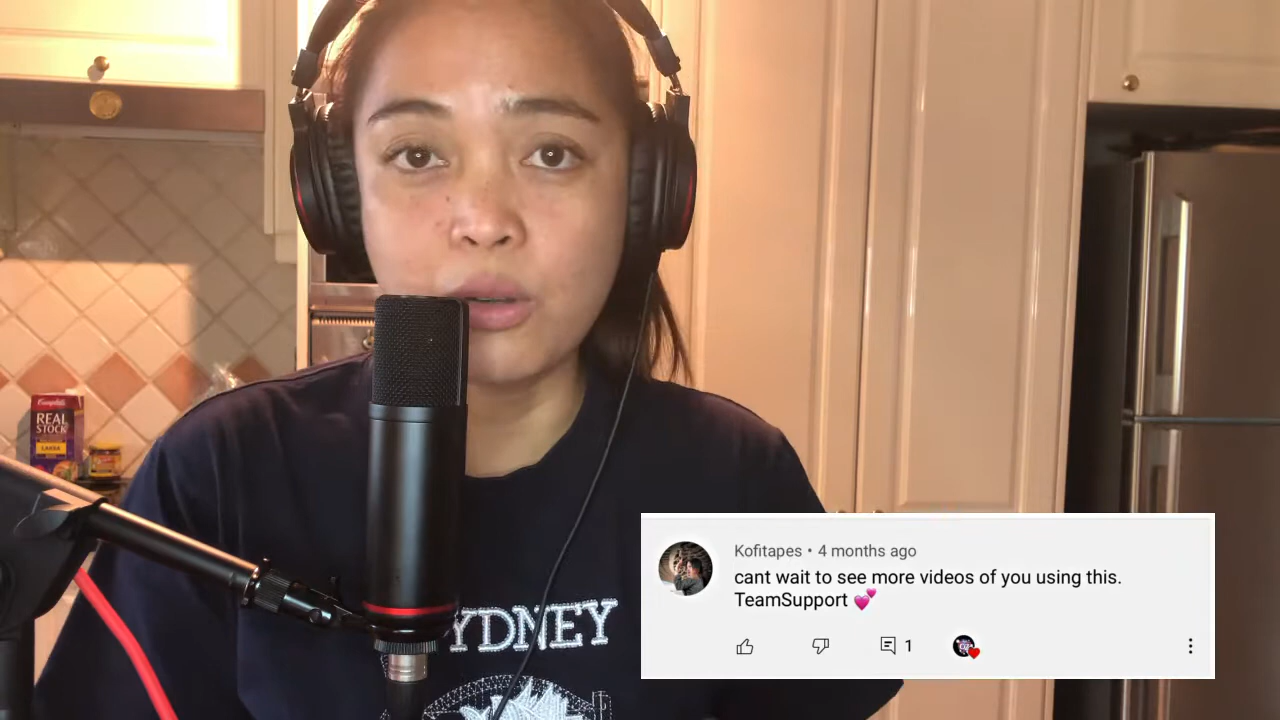 Campbell's
REAL
STOCK
YDNEY
Kofitapes • 4 months ago
cant wait to see more videos of you using this.
TeamSupport 💕
1